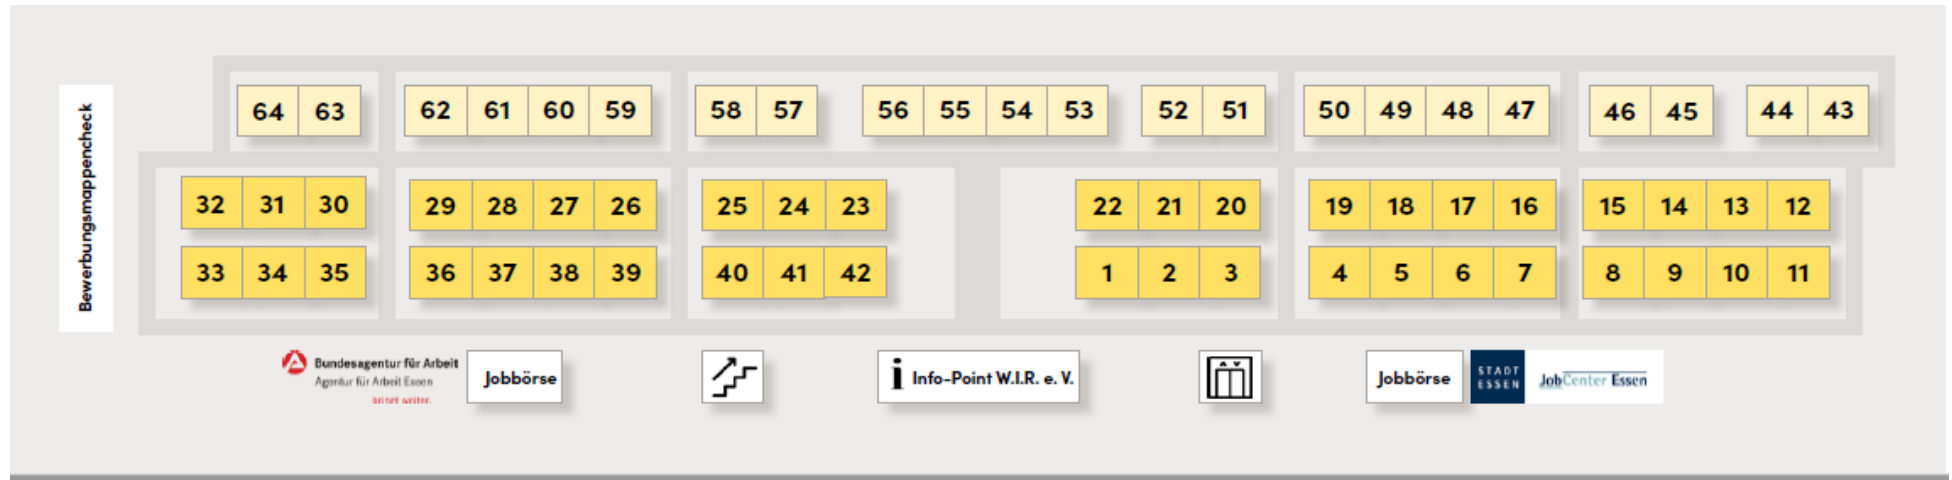 Bewerbungsmappencheck
64 63 62 61 60 59 58 57 56 55 54 53 52 51 50 49 48 47 46 45 44 43
32 31 30 29 28 27 26 25 24 23 22 21 20 19 18 17 16 15 14 13 12
33 34 35 36 37 38 39 40 41 42 1 2 3 4 5 6 7 8 9 10 11
Bundesagentur für Arbeit
Agentur für Arbeit Essen
bringt weiter.
Jobbörse
i Info-Point W.I.R. e. V.
Jobbörse
STADT
ESSEN
JobCenter Essen